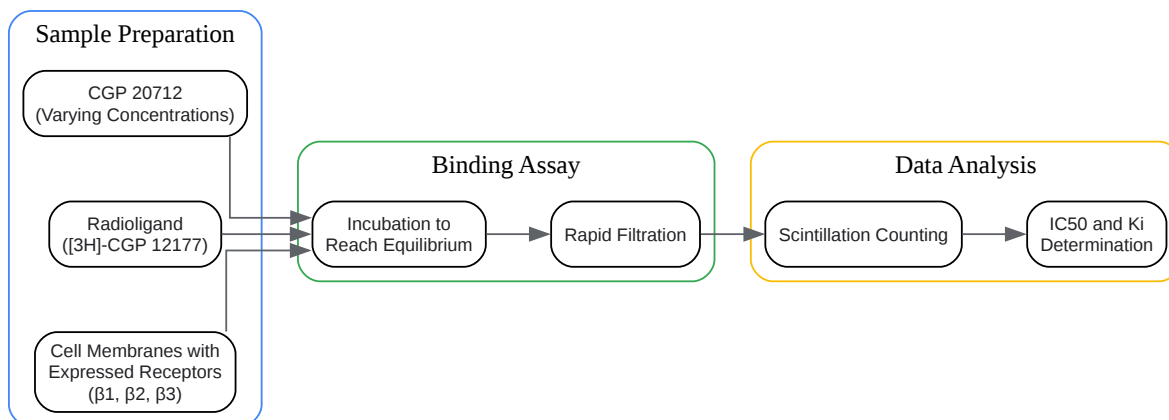 Sample Preparation
CGP 20712
(Varying Concentrations)
Radioligand
([3H]-CGP 12177)
Cell Membranes with
Expressed Receptors
(β1, β2, β3)
Binding Assay
Incubation to
Reach Equilibrium
Rapid Filtration
Data Analysis
Scintillation Counting
IC50 and Ki
Determination